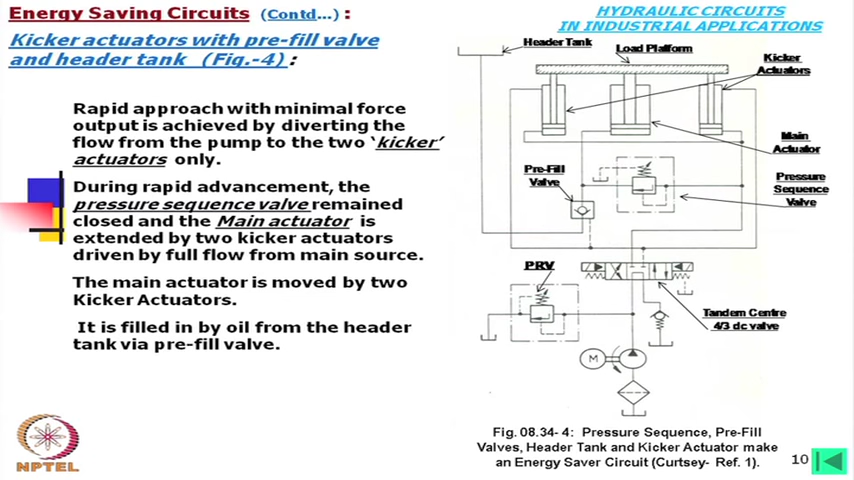 Energy Saving Circuits (Contd…) :
Kicker actuators with pre-fill valve
and header tank (Fig.-4) :
Rapid approach with minimal force
output is achieved by diverting the
flow from the pump to the two ‘kicker’
actuators only.
During rapid advancement, the
pressure sequence valve remained
closed and the Main actuator is
extended by two kicker actuators
driven by full flow from main source.
The main actuator is moved by two
Kicker Actuators.
It is filled in by oil from the header
tank via pre-fill valve.
NPTEL
HYDRAULIC CIRCUITS
IN INDUSTRIAL APPLICATIONS
Header Tank
Load Platform
Kicker
Actuators
Main
Actuator
Pre-Fill
Valve
Pressure
Sequence
Valve
PRV
Tandem Centre
4/3 dc valve
M
Fig. 08.34- 4: Pressure Sequence, Pre-Fill
Valves, Header Tank and Kicker Actuator make
an Energy Saver Circuit (Curtsey- Ref. 1).
10